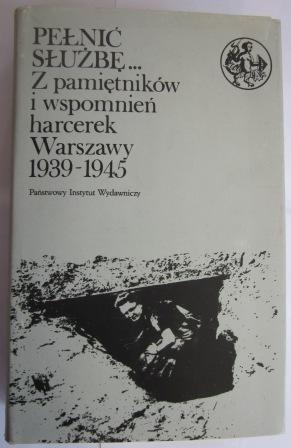 PEŁNIĆ
SŁUŻBĘ...
Z pamiętników
i wspomnień
harcerek
Warszawy
1939-1945
Państwowy Instytut Wydawniczy